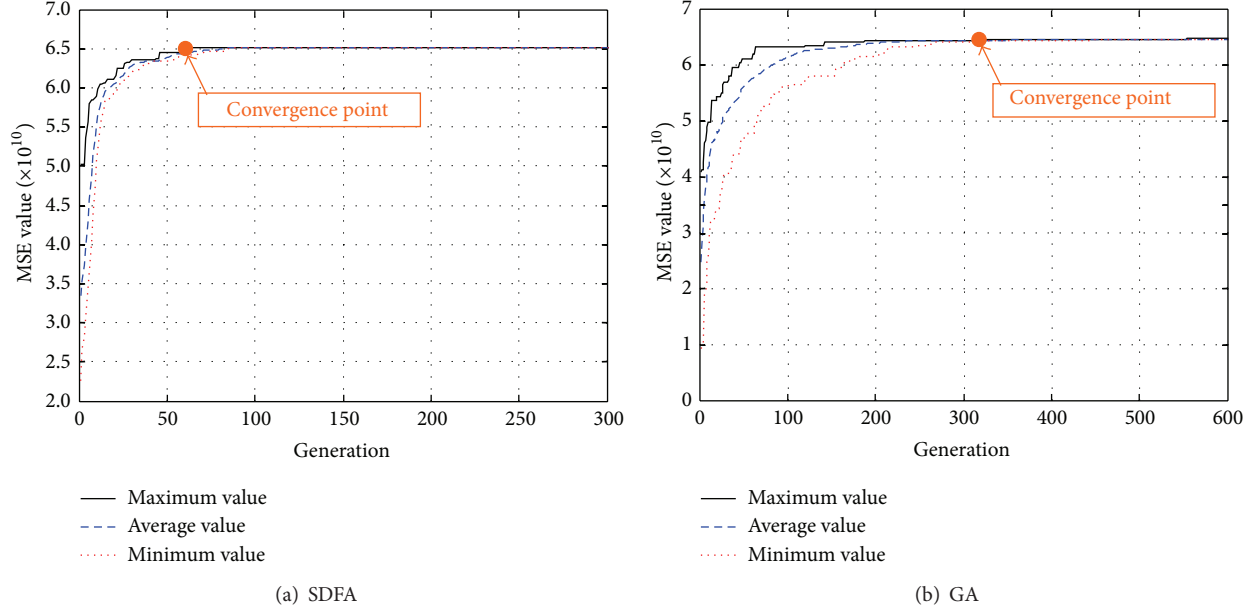 7.0
6.5
6.0
5.5
5.0
4.5
4.0
3.5
3.0
2.5
2.0
MSE value (×10¹⁰)
Convergence point
0
50
100
150
200
250
300
Generation
Maximum value
Average value
Minimum value
(a) SDFA
7
6
5
4
3
2
1
0
MSE value (×10¹⁰)
Convergence point
0
100
200
300
400
500
600
Generation
Maximum value
Average value
Minimum value
(b) GA